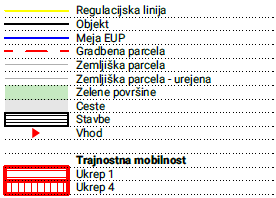 Regulacijska linija
Objekt
Meja EUP
Gradbena parcela
Zemljiška parcela
Zemljiška parcela - urejena
Zelene površine
Ceste
Stavbe
Vhod
Trajnostna mobilnost
Ukrep 1
Ukrep 4